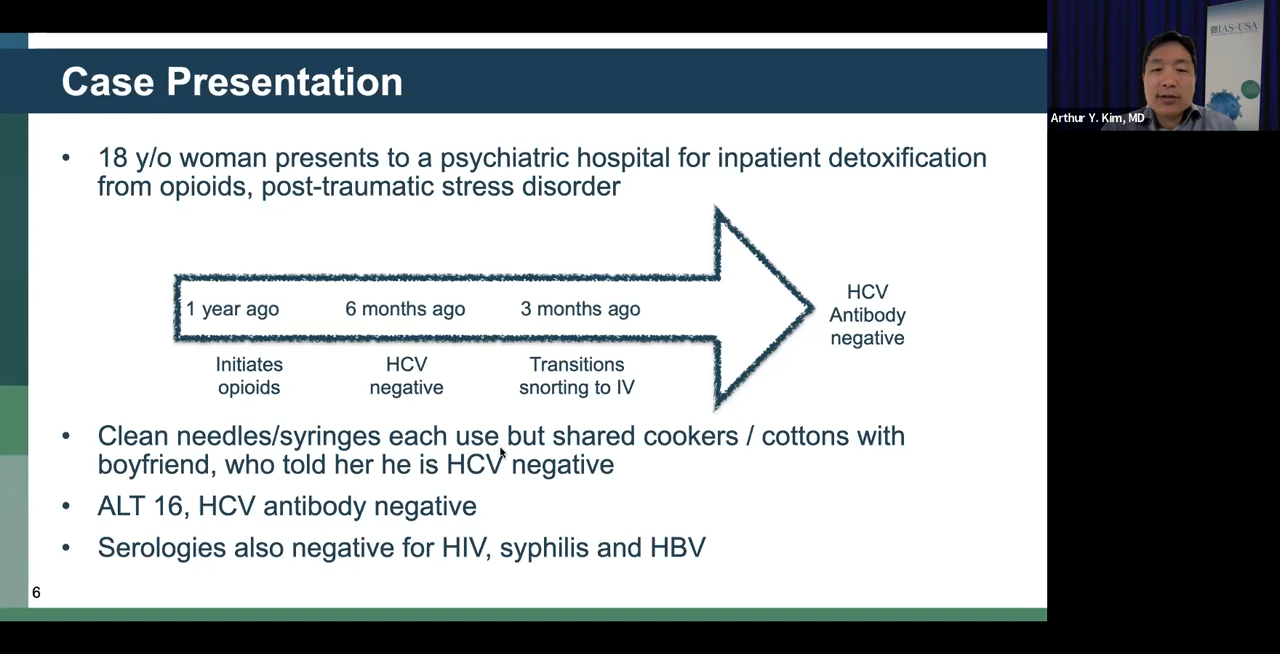 Case Presentation
• 18 y/o woman presents to a psychiatric hospital for inpatient detoxification
from opioids, post-traumatic stress disorder
1 year ago
6 months ago
3 months ago
Initiates
opioids
HCV
negative
Transitions
snorting to IV
HCV
Antibody
negative
• Clean needles/syringes each use but shared cookers / cottons with
boyfriend, who told her he is HCV negative
• ALT 16, HCV antibody negative
• Serologies also negative for HIV, syphilis and HBV
6
IAS–USA
Arthur Y. Kim, MD